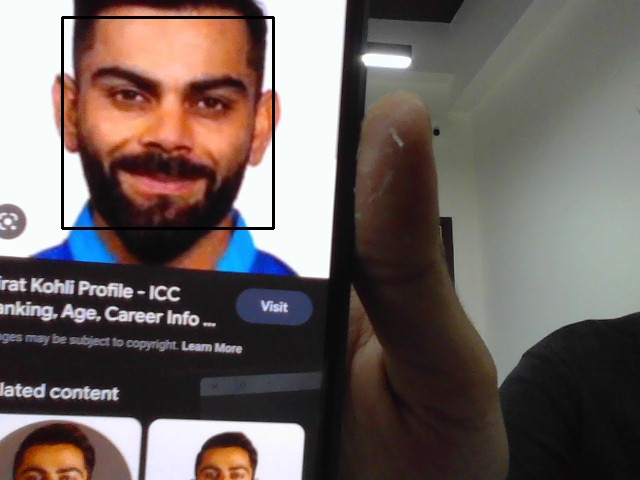 irat Kohli Profile - ICC
anking, Age, Career Info ...
Visit
ages may be subject to copyright. Learn More
lated content